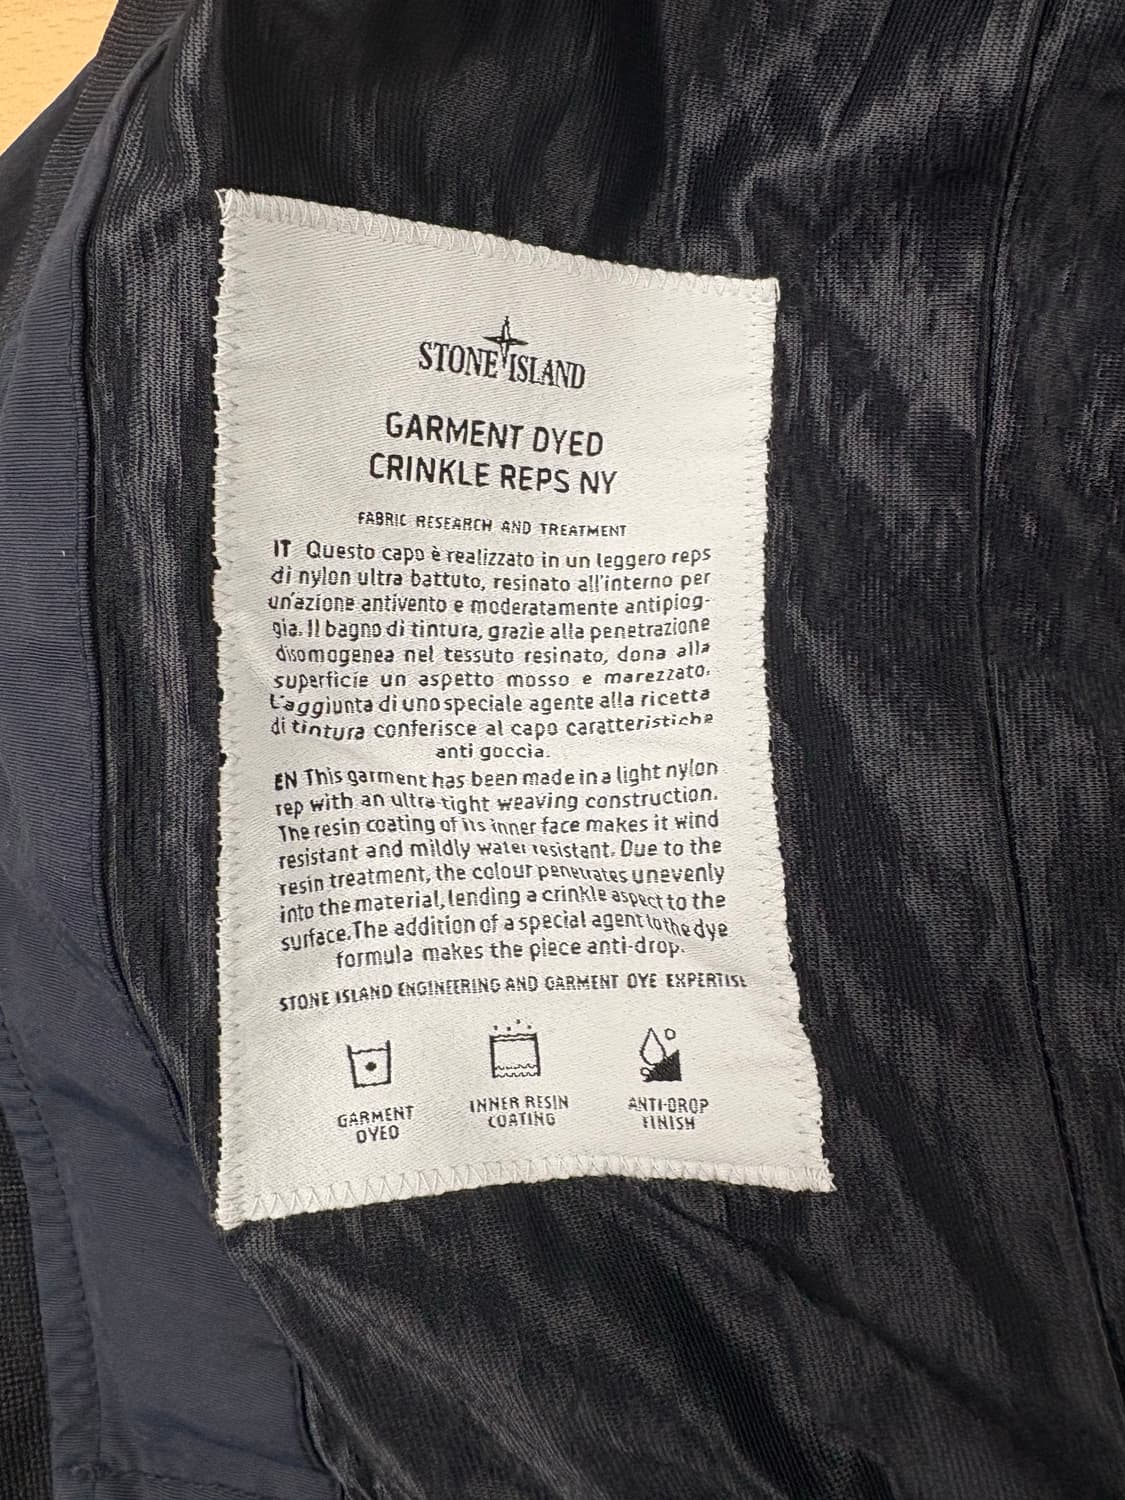 STONE ISLAND
GARMENT DYED
CRINKLE REPS NY
FABRIC RESEARCH AND TREATMENT
IT Questo capo è realizzato in un leggero reps
di nylon ultra battuto, resinato all'interno per
un'azione antivento e moderatamente antipiog-
gia. Il bagno di tintura, grazie alla penetrazione
disomogenea nel tessuto resinato, dona alla
superficie un aspetto mosso e marezzato.
L'aggiunta di uno speciale agente alla ricetta
di tintura conferisce al capo caratteristiche
anti goccia.
EN This garment has been made in a light nylon
rep with an ultra tight weaving construction.
The resin coating of its inner face makes it wind
resistant and mildly water resistant. Due to the
resin treatment, the colour penetrates unevenly
into the material, lending a crinkle aspect to the
surface. The addition of a special agent to the dye
formula makes the piece anti-drop.
STONE ISLAND ENGINEERING AND GARMENT DYE EXPERTISE
GARMENT
DYED
INNER RESIN
COATING
ANTI-DROP
FINISH